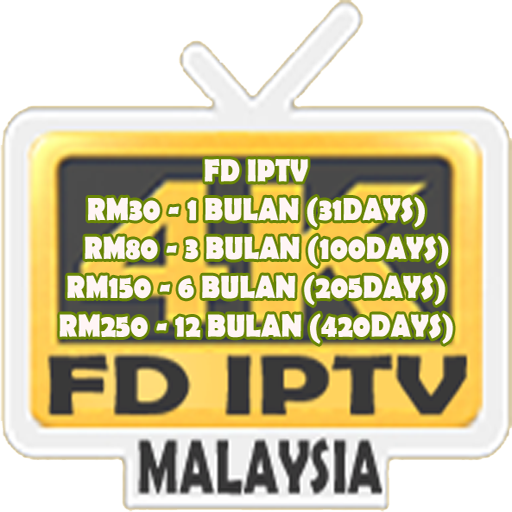 4K
FD IPTV
RM30 - 1 BULAN (31DAYS)
RM80 - 3 BULAN (100DAYS)
RM150 - 6 BULAN (205DAYS)
RM250 - 12 BULAN (420DAYS)
FD IPTV
MALAYSIA